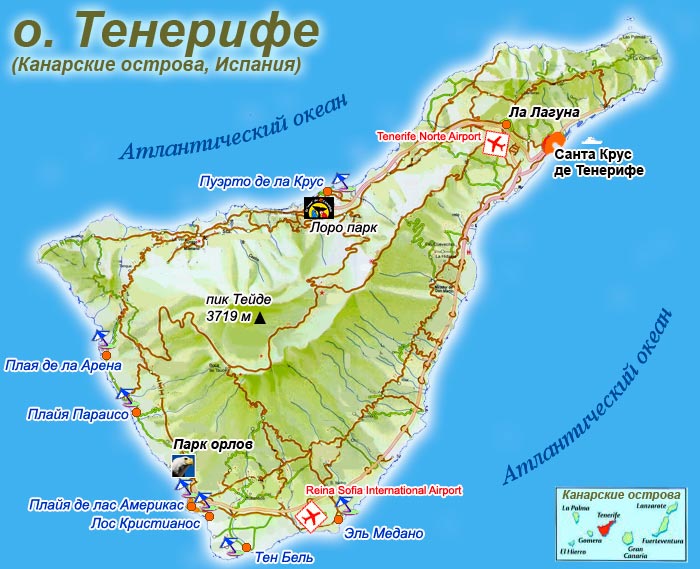 о. Тенерифе
(Канарские острова, Испания)
Атлантический океан
Ла Лагуна
Tenerife Norte Airport
Санта Крус
де Тенерифе
Пуэрто де ла Крус
Лоро парк
пик Тейде
3719 м
Плая де ла Арена
Плайя Параисо
Парк орлов
Плайя де лас Америкас
Лос Кристианос
Reina Sofia International Airport
Эль Медано
Тен Бель
Атлантический океан
Канарские острова
La Palma
Tenerife
Lanzarote
Gomera
Fuerteventura
El Hierro
Gran
Canaria